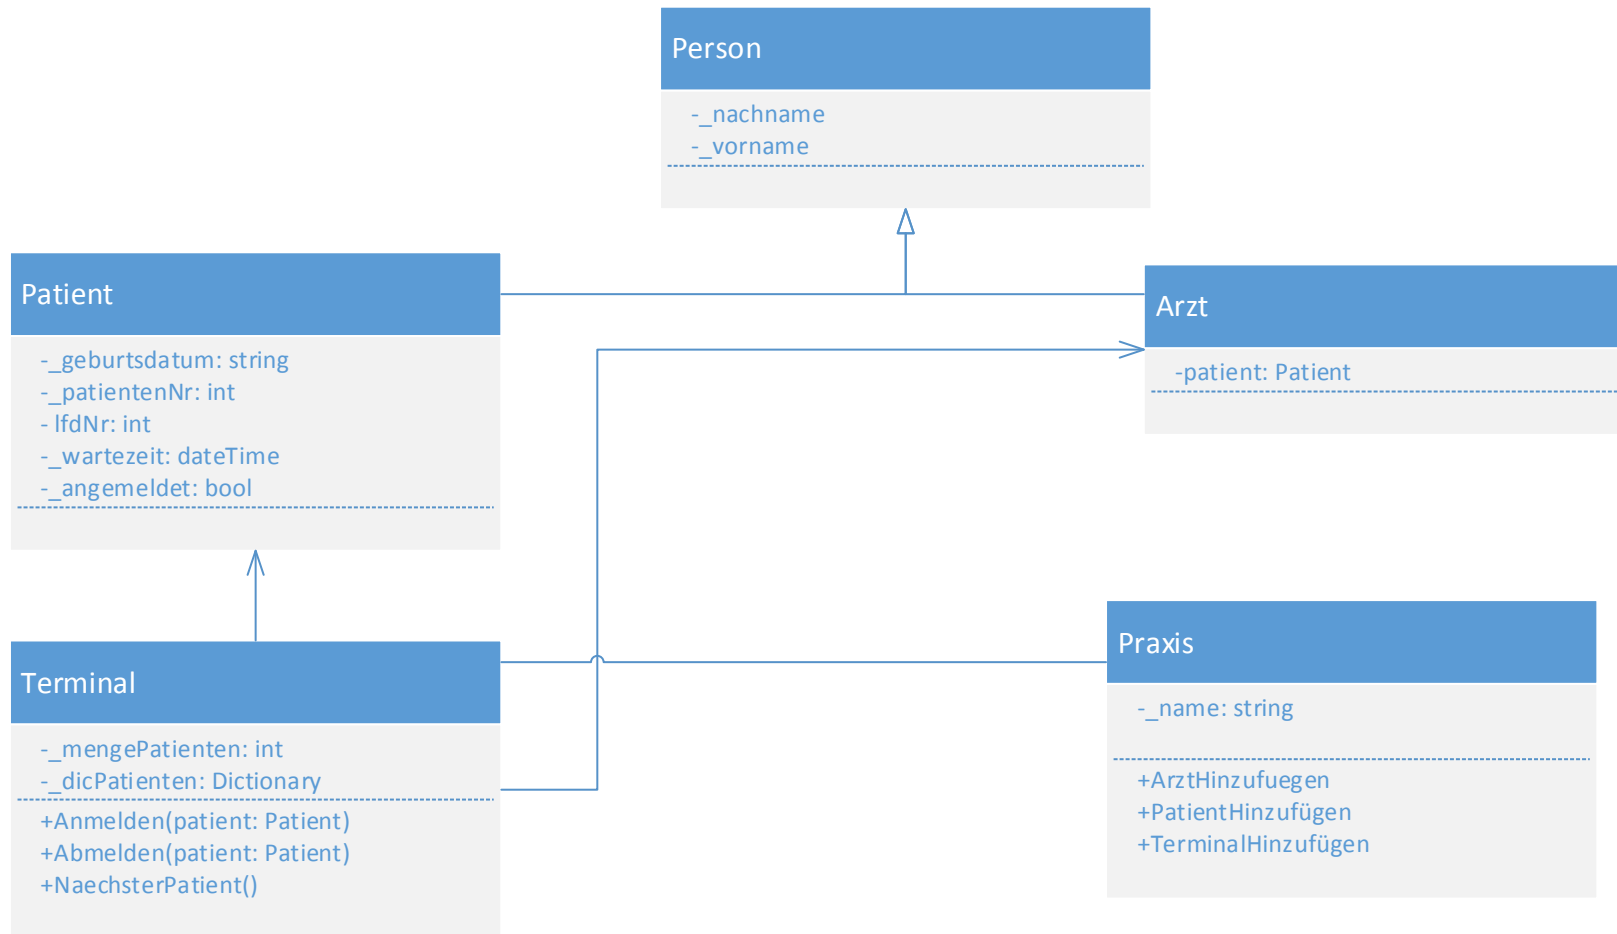 Person
-_nachname
-_vorname
Patient
-_geburtsdatum: string
-_patientenNr: int
- lfdNr: int
-_wartezeit: dateTime
-_angemeldet: bool
Arzt
-patient: Patient
Terminal
-_mengePatienten: int
-_dicPatienten: Dictionary
+Anmelden(patient: Patient)
+Abmelden(patient: Patient)
+NaechsterPatient()
Praxis
-_name: string
+ArztHinzufuegen
+PatientHinzufügen
+TerminalHinzufügen